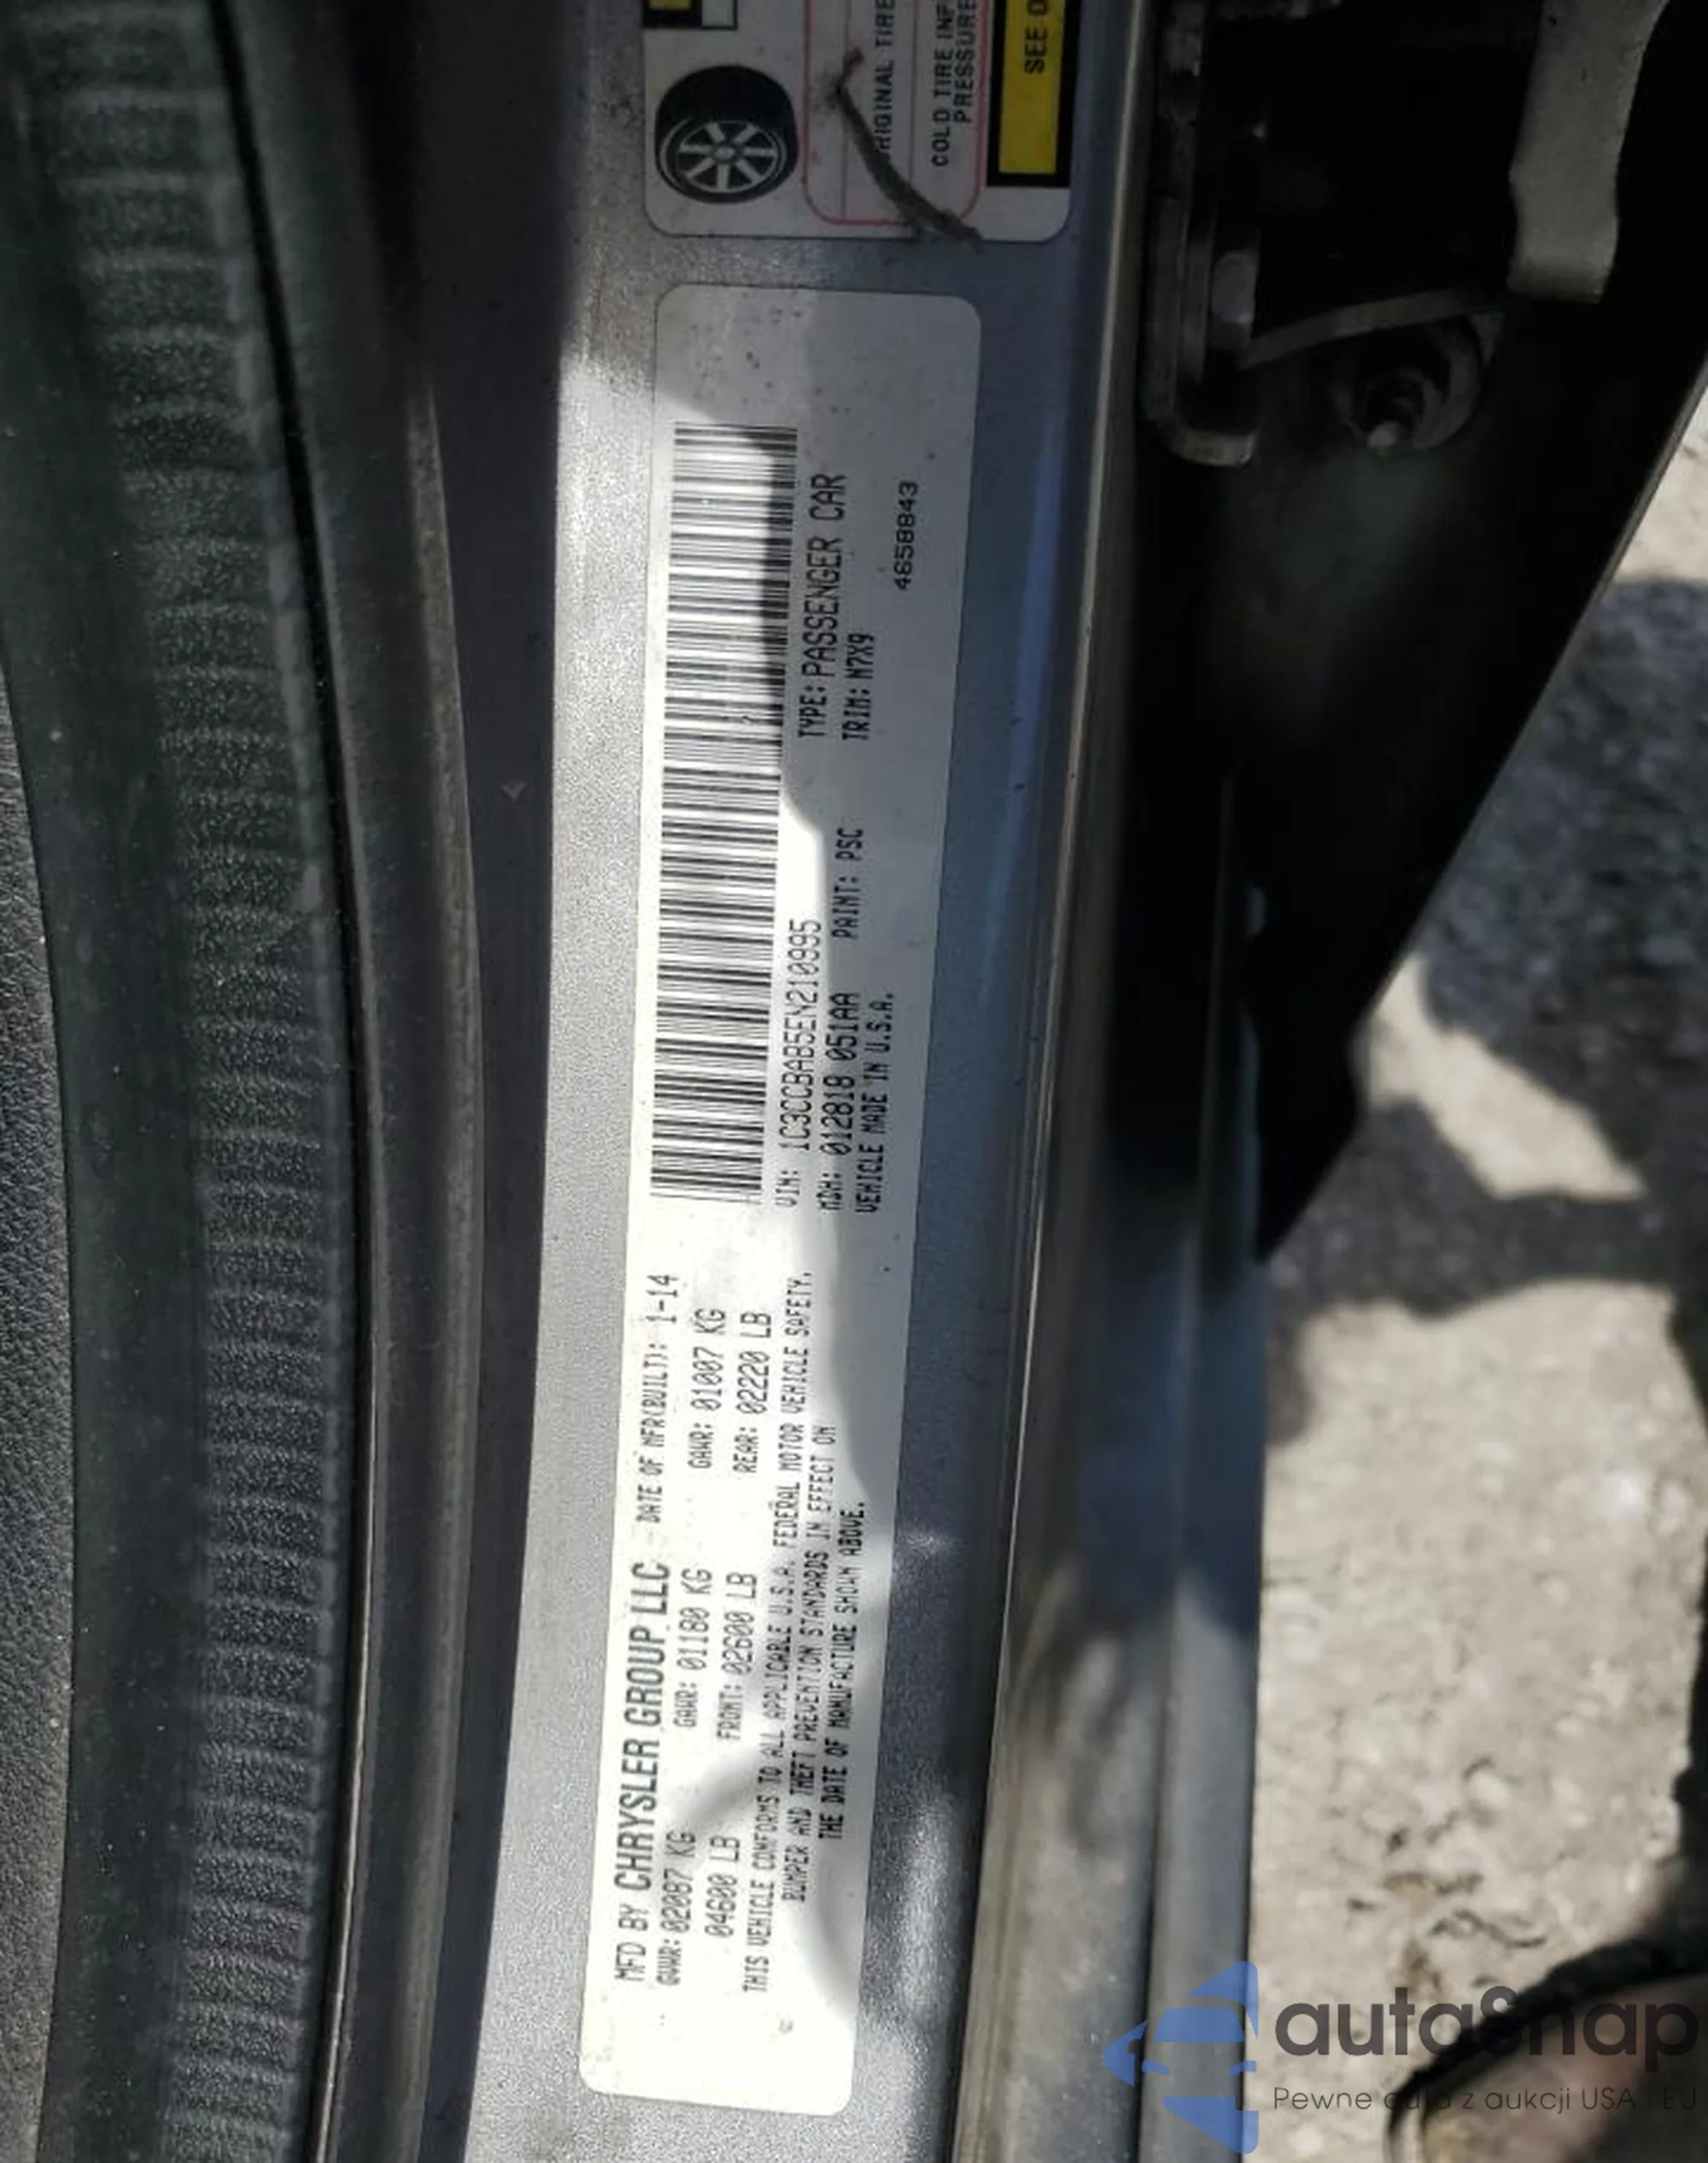 MFD BY CHRYSLER GROUP LLC DATE OF MFR(BUILT): 1-14
GVWR: 02087 KG GAWR: 01180 KG GAWR: 01007 KG
04600 LB FRONT: 02600 LB REAR: 02220 LB
THIS VEHICLE CONFORMS TO ALL APPLICABLE U.S.A. FEDERAL MOTOR VEHICLE SAFETY,
BUMPER AND THEFT PREVENTION STANDARDS IN EFFECT ON
THE DATE OF MANUFACTURE SHOWN ABOVE.
VIN: 1C3CCBAB5EN210995 TYPE: PASSENGER CAR
MDH: 012818 051AA PAINT: PSC TRIM: M7X9
VEHICLE MADE IN U.S.A.
46588843
ORIGINAL TIRE
COLD TIRE INF
PRESSURE
SEE O
autasnap
Pewne auta z aukcji USA i EU